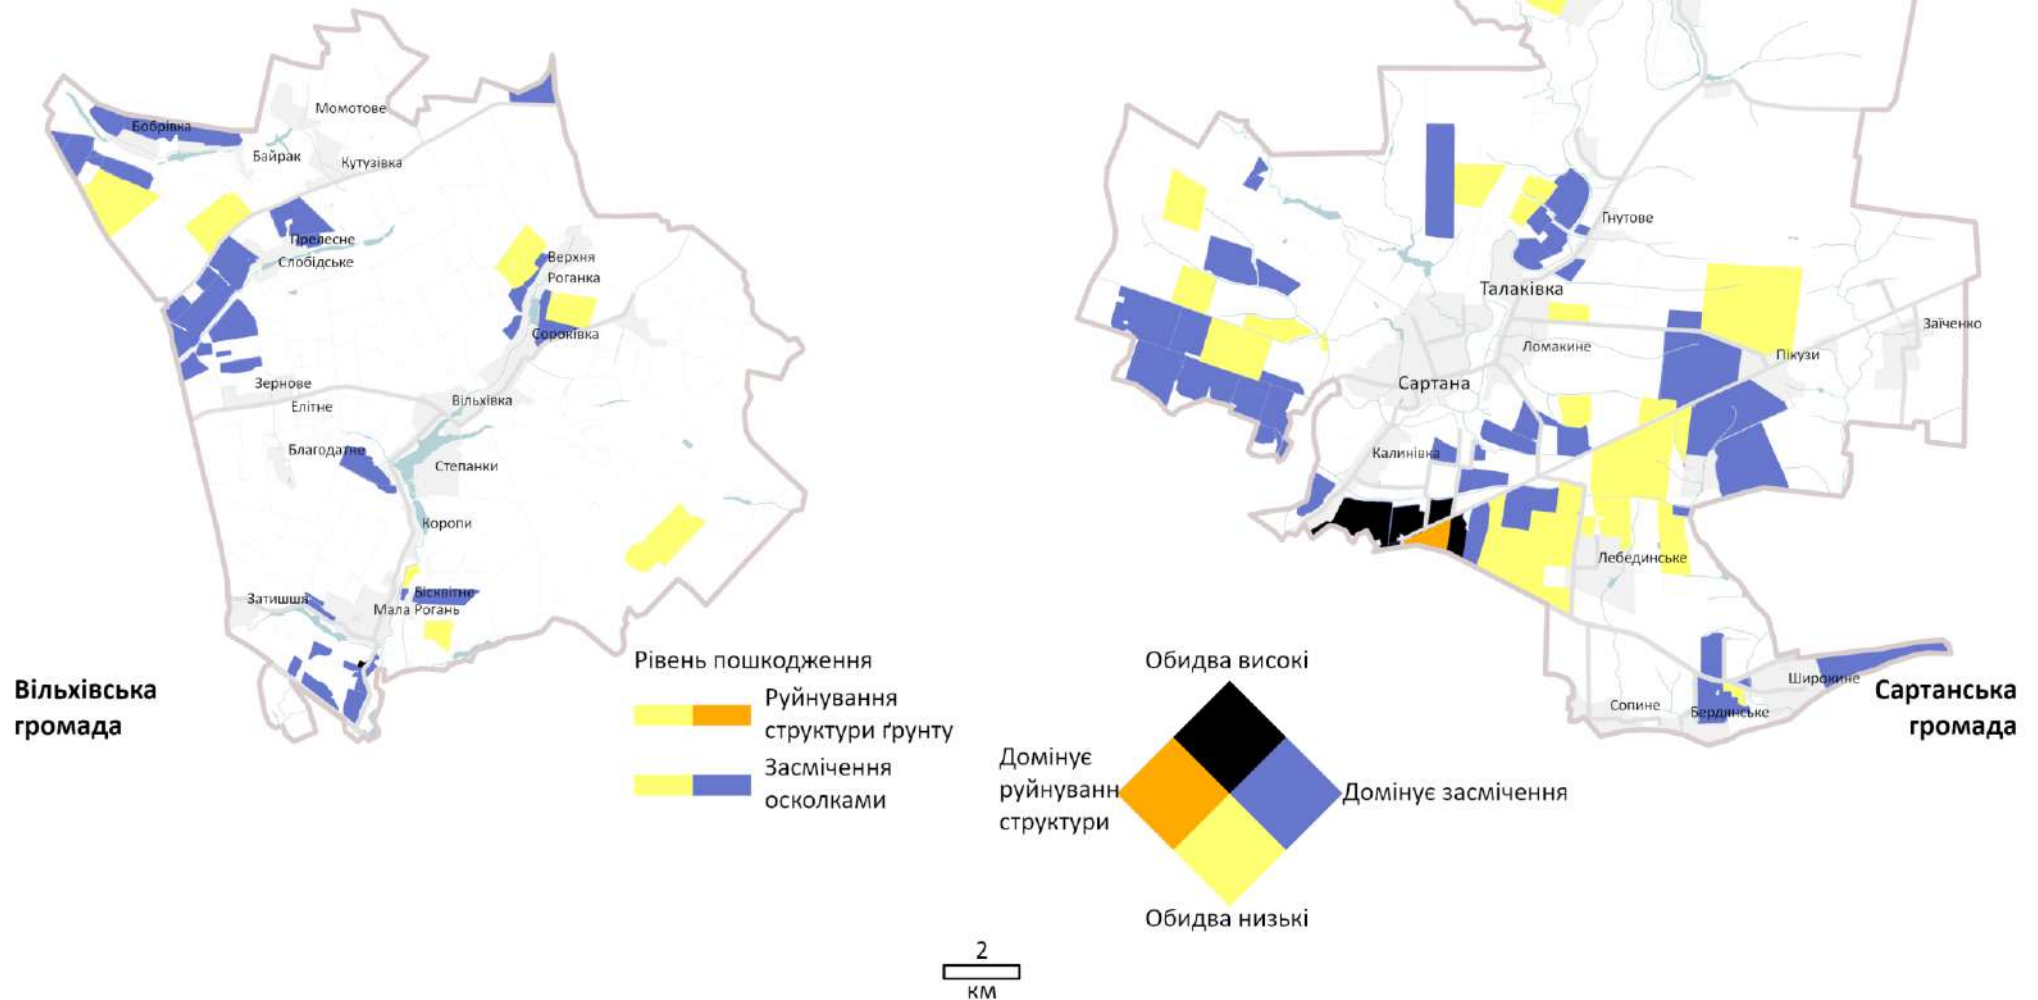 Момотове
Бобрівка
Байрак
Кутузівка
Прелесне
Слобідське
Верхня
Роганка
Сороківка
Зернове
Елітне
Вільхівка
Благодатне
Степанки
Коропи
Затишшя
Бісквітне
Мала Рогань
Вільхівська
громада
Гнутове
Талаківка
Заїченко
Ломакине
Пікузи
Сартана
Калинівка
Лебединське
Широкине
Сопине
Бердянське
Сартанська
громада
Рівень пошкодження
Руйнування
структури ґрунту
Засмічення
осколками
Обидва високі
Домінує
руйнуванн
структури
Домінує засмічення
Обидва низькі
2
км